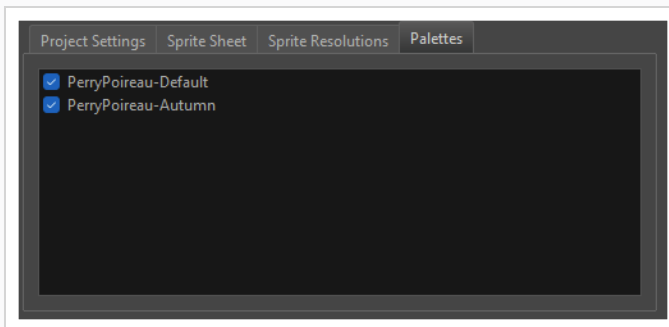 Project Settings Sprite Sheet Sprite Resolutions Palettes
PerryPoireau-Default
PerryPoireau-Autumn